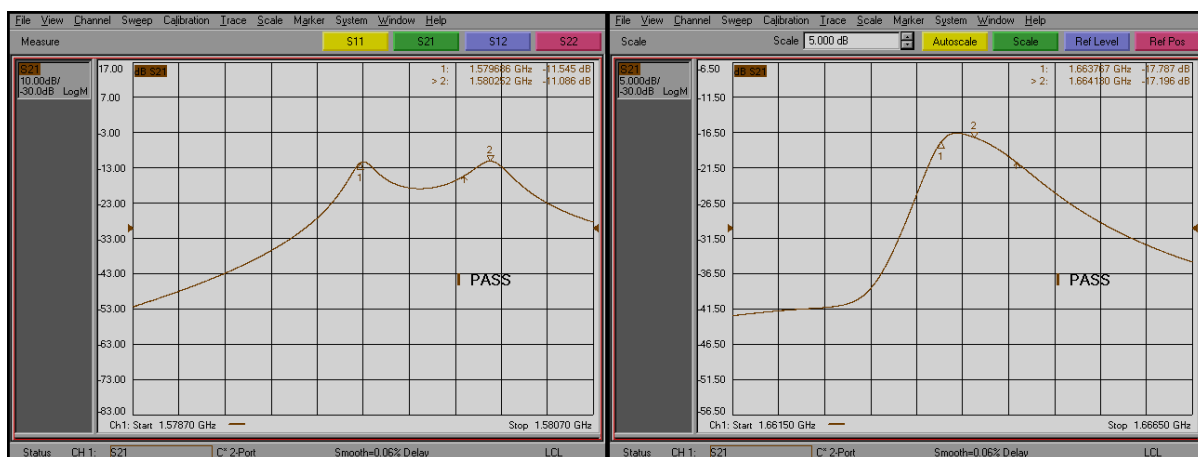 File View Channel Sweep Calibration Trace Scale Marker System Window Help
Measure S11 S21 S12 S22
S21
10.00dB/
-30.0dB LogM
dB S21
1: 1.579686 GHz -11.545 dB
> 2: 1.580252 GHz -11.086 dB
17.00
7.00
-3.00
-13.00
-23.00
-33.00
-43.00
-53.00
-63.00
-73.00
-83.00
1
2
PASS
Ch1: Start 1.57870 GHz Stop 1.58070 GHz
Status CH 1: S21 C* 2-Port Smooth=0.06% Delay LCL
File View Channel Sweep Calibration Trace Scale Marker System Window Help
Scale Scale 5.000 dB Autoscale Scale Ref Level Ref Pos
S21
5.000dB/
-30.0dB LogM
dB S21
1: 1.663767 GHz -17.787 dB
> 2: 1.664130 GHz -17.196 dB
-6.50
-11.50
-16.50
-21.50
-26.50
-31.50
-36.50
-41.50
-46.50
-51.50
-56.50
2
1
PASS
Ch1: Start 1.66150 GHz Stop 1.66650 GHz
Status CH 1: S21 C* 2-Port Smooth=0.06% Delay LCL